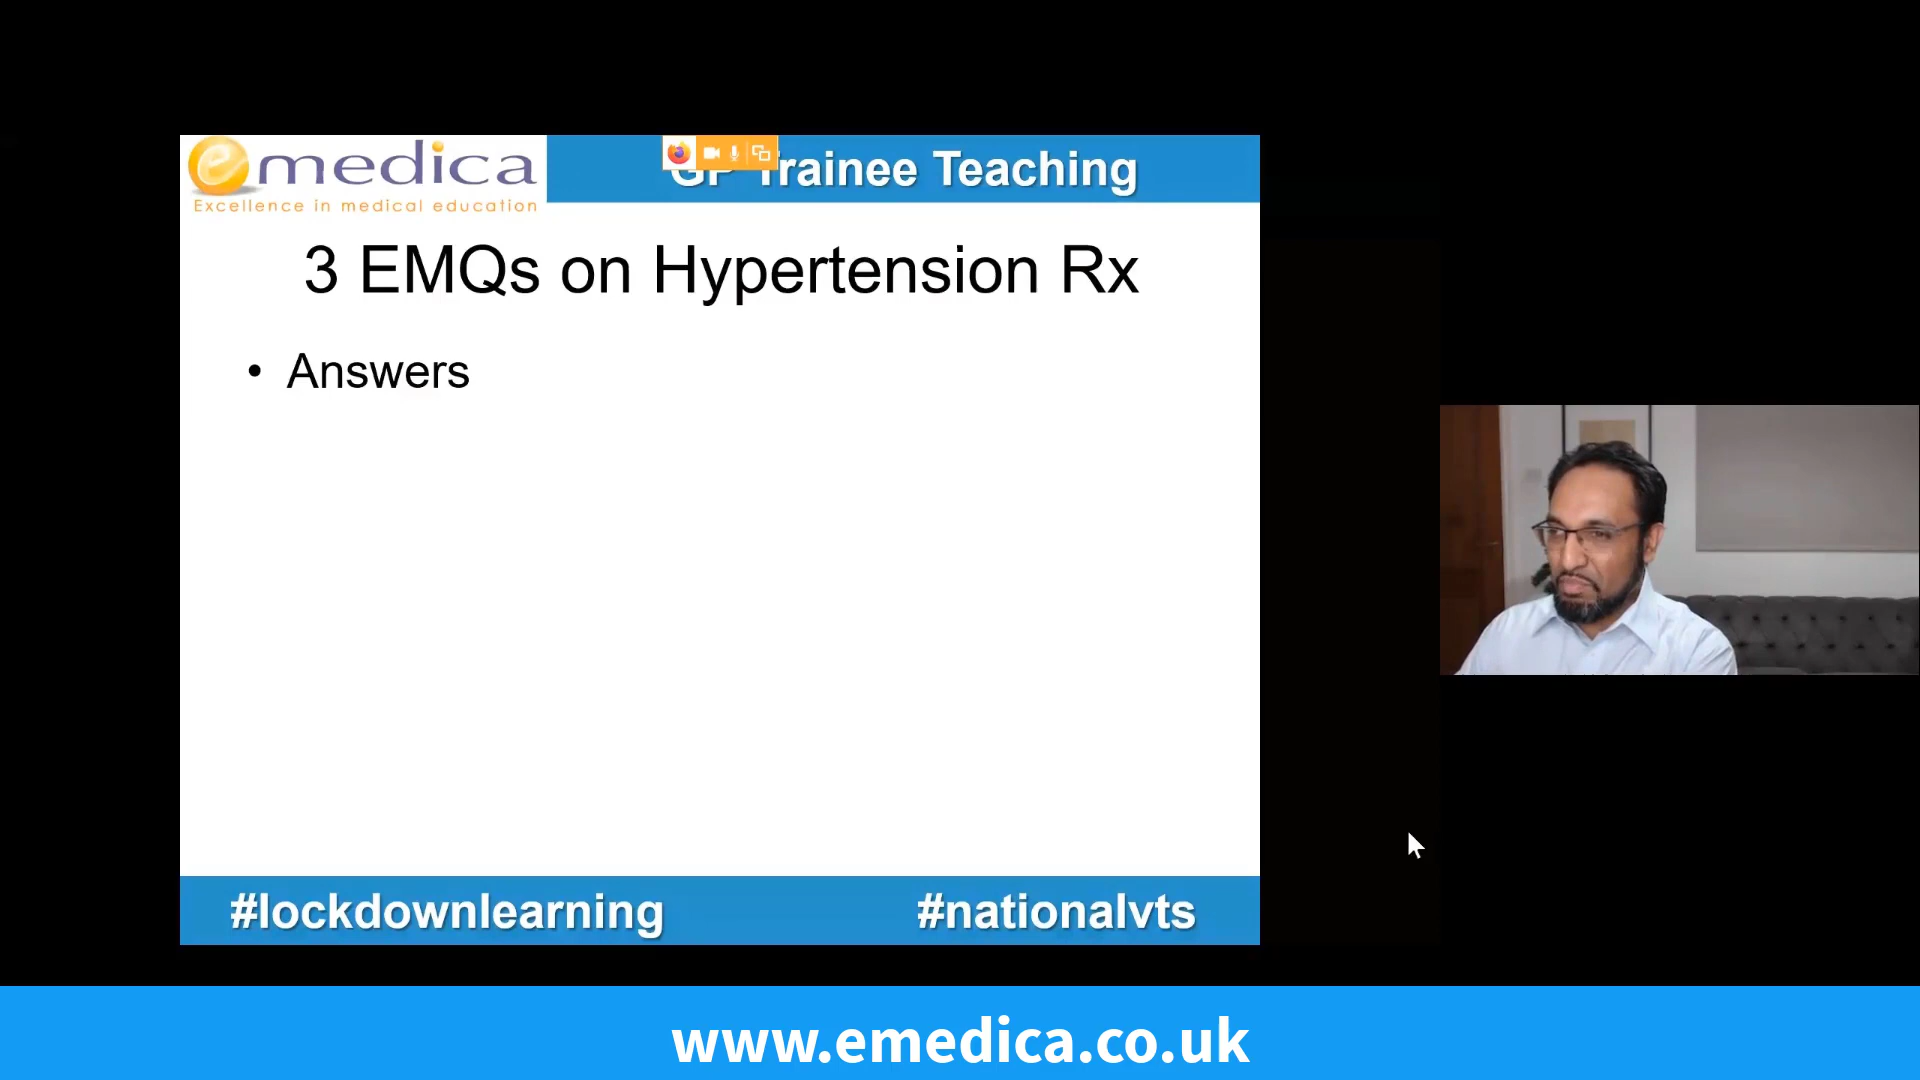 emedica
Excellence in medical education
GP Trainee Teaching
3 EMQs on Hypertension Rx
• Answers
#lockdownlearning
#nationalvts
www.emedica.co.uk